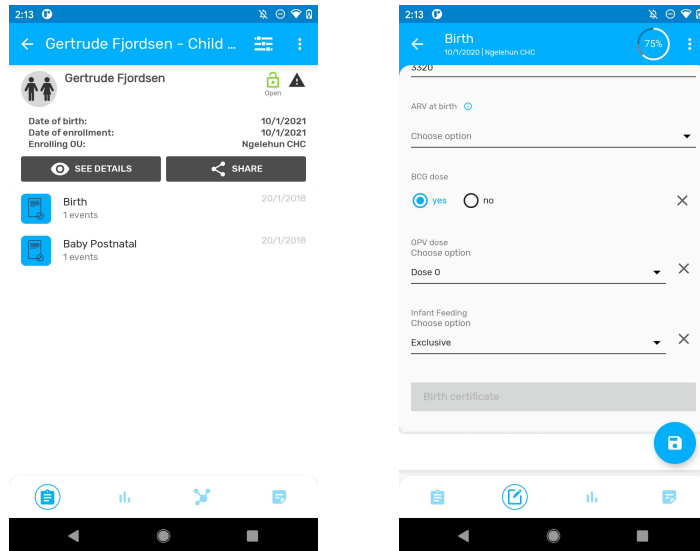 2:13
Gertrude Fjordsen - Child ...
Gertrude Fjordsen
Open
Date of birth: 10/1/2021
Date of enrollment: 10/1/2021
Enrolling OU: Ngelehun CHC
SEE DETAILS
SHARE
Birth 20/1/2018
1 events
Baby Postnatal 20/1/2018
1 events
2:13
Birth
10/1/2020 | Ngelehun CHC
75%
3320
ARV at birth
Choose option
BCG dose
yes no
OPV dose
Choose option
Dose 0
Infant Feeding
Choose option
Exclusive
Birth certificate